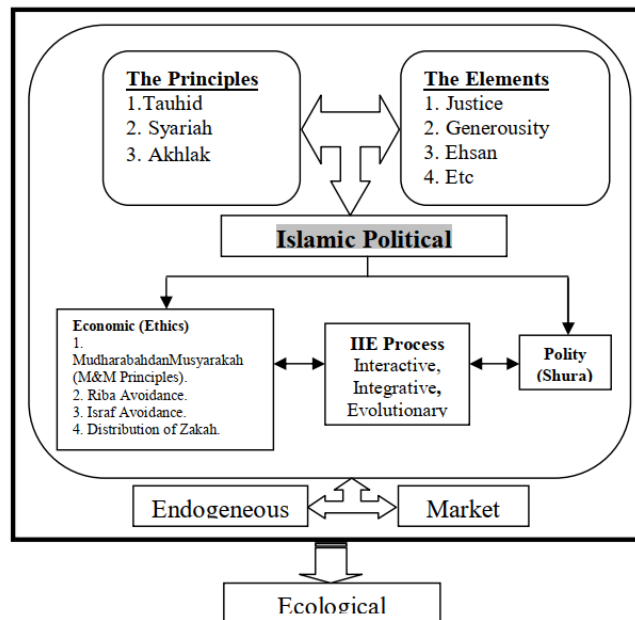 The Principles
1.Tauhid
2. Syariah
3. Akhlak
The Elements
1. Justice
2. Generousity
3. Ehsan
4. Etc
Islamic Political
Economic (Ethics)
1.
MudharabahdanMusyarakah
(M&M Principles).
2. Riba Avoidance.
3. Israf Avoidance.
4. Distribution of Zakah.
IIE Process
Interactive,
Integrative,
Evolutionary
Polity
(Shura)
Endogeneous
Market
Ecological